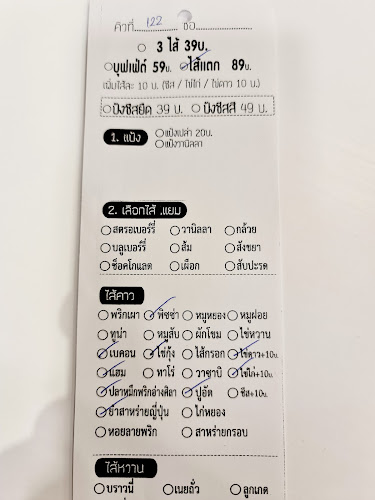 คิวที่ 122 ชื่อ
○ 3 ไส้ 39บ.
○บุฟเฟ่ต์ 59บ. ○ไส้แตก 89บ.
เพิ่มไส้ละ 10 บ. (ชีส / ไข่ไก่ / ไข่ดาว 10 บ.)
○ปังชีสยืด 39 บ. ○ ปังชีสสี 49 บ.
1. แป้ง ○แป้งเปล่า 20บ.
○แป้งวานิลลา
2. เลือกไส้ .แยม
○สตรอเบอร์รี่ ○วานิลลา ○กล้วย
○บลูเบอร์รี่ ○ส้ม ○สังขยา
○ช็อคโกแลต ○เผือก ○สับปะรด
ไส้คาว
○พริกเผา ○พิซซ่า ○หมูหยอง ○หมูฝอย
○ทูน่า ○หมูสับ ○ผักโขม ○ไข่หวาน
○เบคอน ○ไข่กุ้ง ○ไส้กรอก ○ไข่ดาว+10บ.
○แฮม ○ทาโร่ ○วาซาบิ ○ไข่ไก่+10บ.
○ปลาหมึกพริกอ่างศิลา ○ปูอัด ○ชีส+10บ.
○ยำสาหร่ายญี่ปุ่น ○ไก่หยอง
○หอยลายพริก ○สาหร่ายกรอบ
ไส้หวาน
○บราวนี่ ○เนยถั่ว ○ลูกเกด